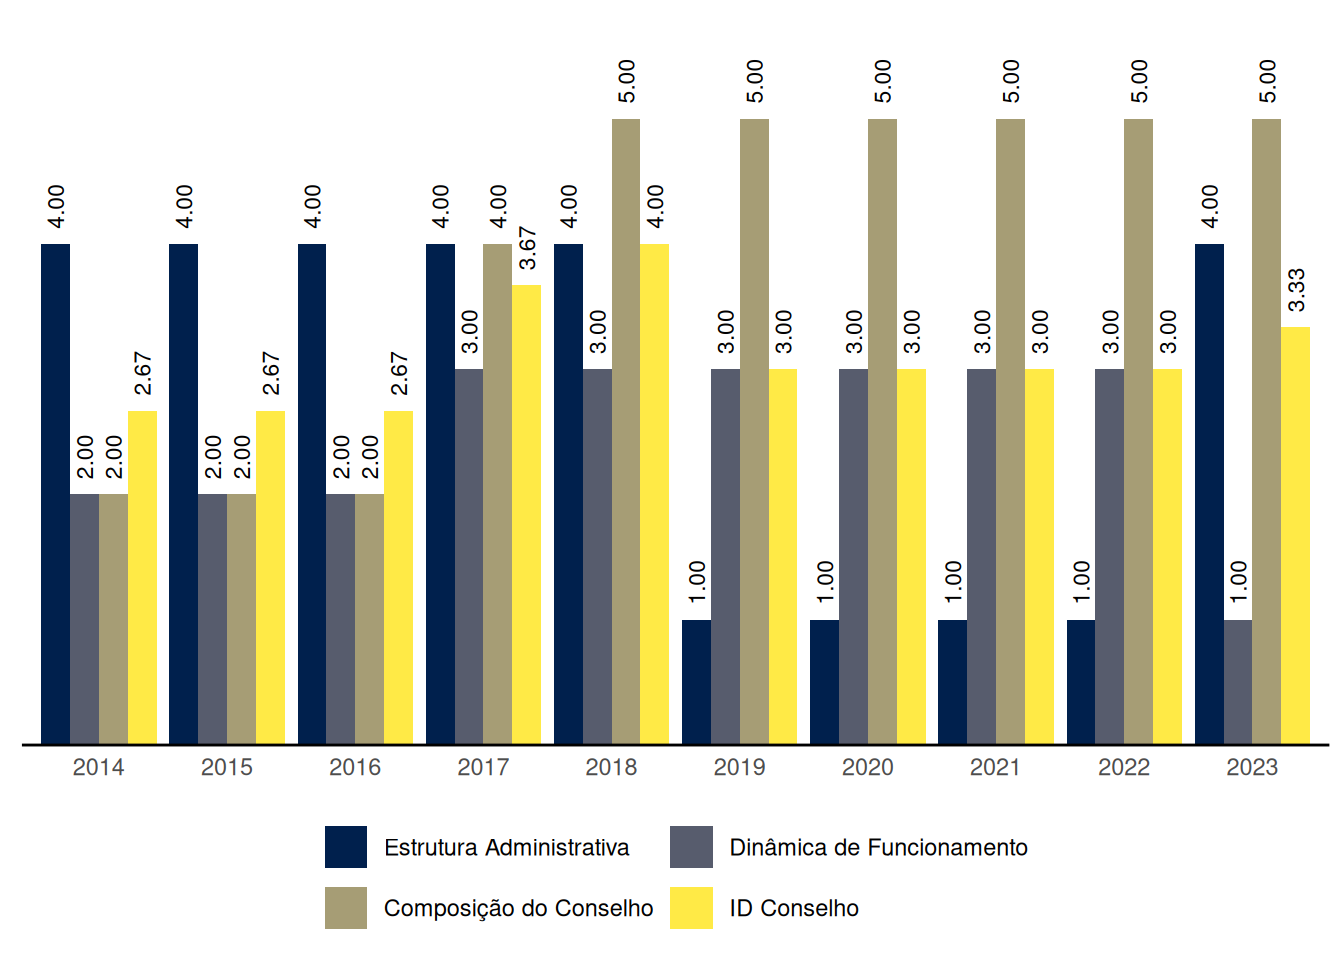 5.00 5.00 5.00 5.00 5.00 5.00
4.00 4.00 4.00 4.00 4.00 4.00 4.00 4.00
3.67
3.33
3.00 3.00 3.00 3.00 3.00 3.00 3.00 3.00 3.00 3.00
2.67 2.67 2.67
2.00 2.00 2.00 2.00 2.00 2.00
1.00 1.00 1.00 1.00 1.00
2014 2015 2016 2017 2018 2019 2020 2021 2022 2023
Estrutura Administrativa Dinâmica de Funcionamento
Composição do Conselho ID Conselho